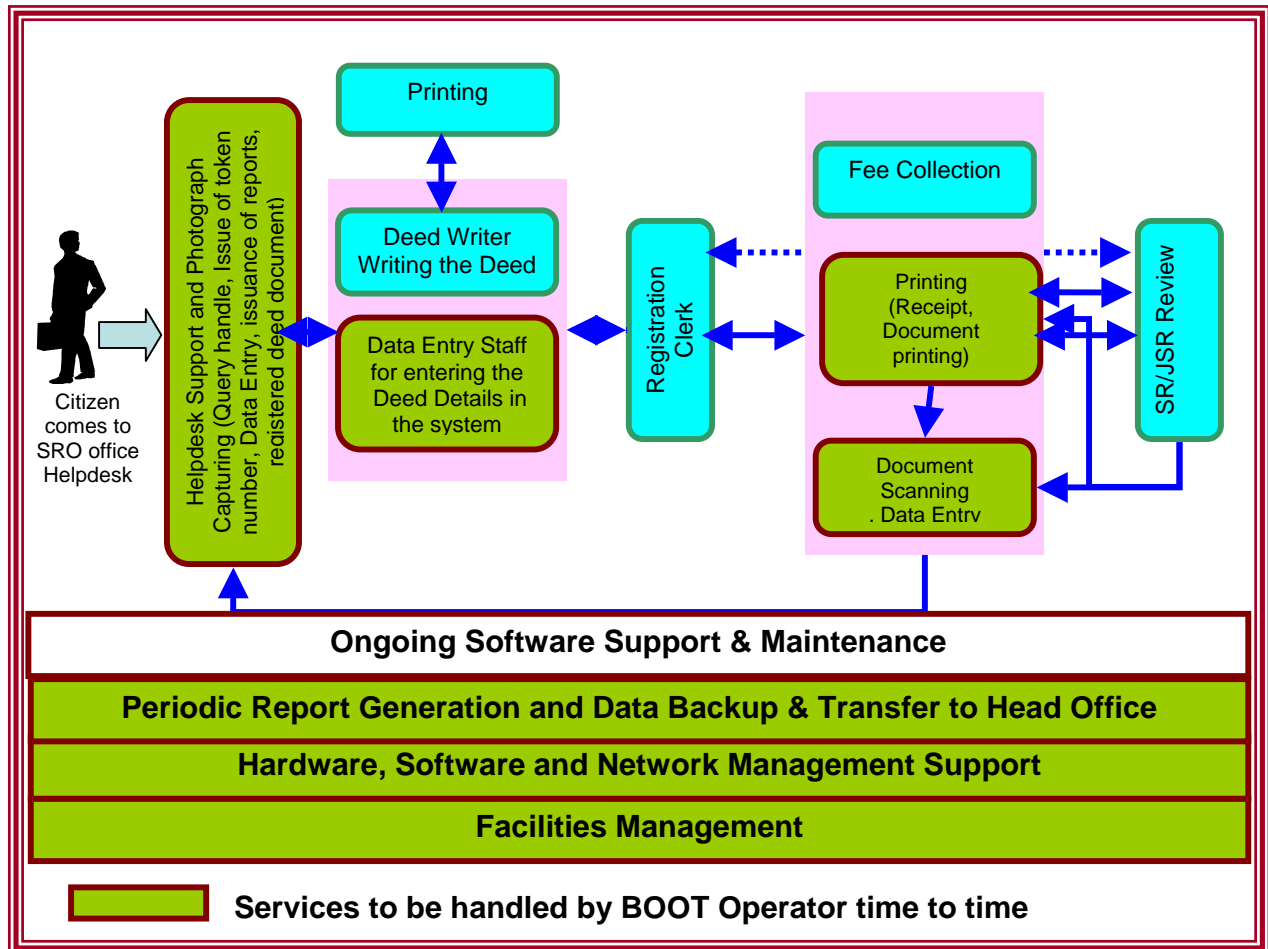 Printing
Fee Collection
Helpdesk Support and Photograph
Capturing (Query handle, Issue of token
number, Data Entry, issuance of reports,
registered deed document)
Deed Writer
Writing the Deed
Registration
Clerk
SR/JSR Review
Printing
(Receipt,
Document
printing)
Data Entry Staff
for entering the
Deed Details in
the system
Citizen
comes to
SRO office
Helpdesk
Document
Scanning
. Data Entry
Ongoing Software Support & Maintenance
Periodic Report Generation and Data Backup & Transfer to Head Office
Hardware, Software and Network Management Support
Facilities Management
Services to be handled by BOOT Operator time to time